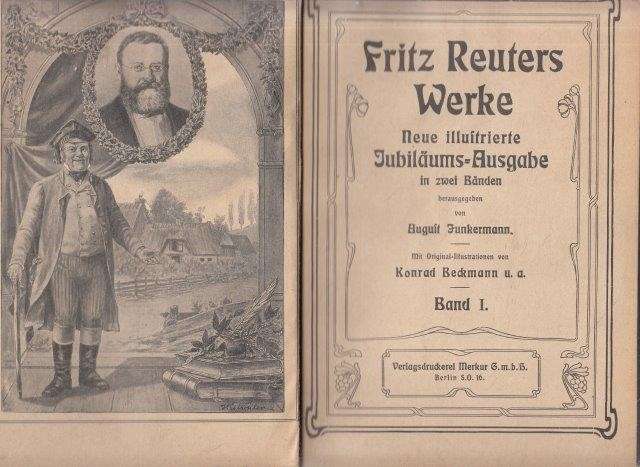 Fritz Reuters
Werke
Neue illustrierte
Jubiläums-Ausgabe
in zwei Bänden
herausgegeben
von
August Junkermann.
Mit Original-Illustrationen von
Konrad Beckmann u. a.
Band I.
Verlagsdruckerei Merkur G. m. b. H.
Berlin S.O. 16.